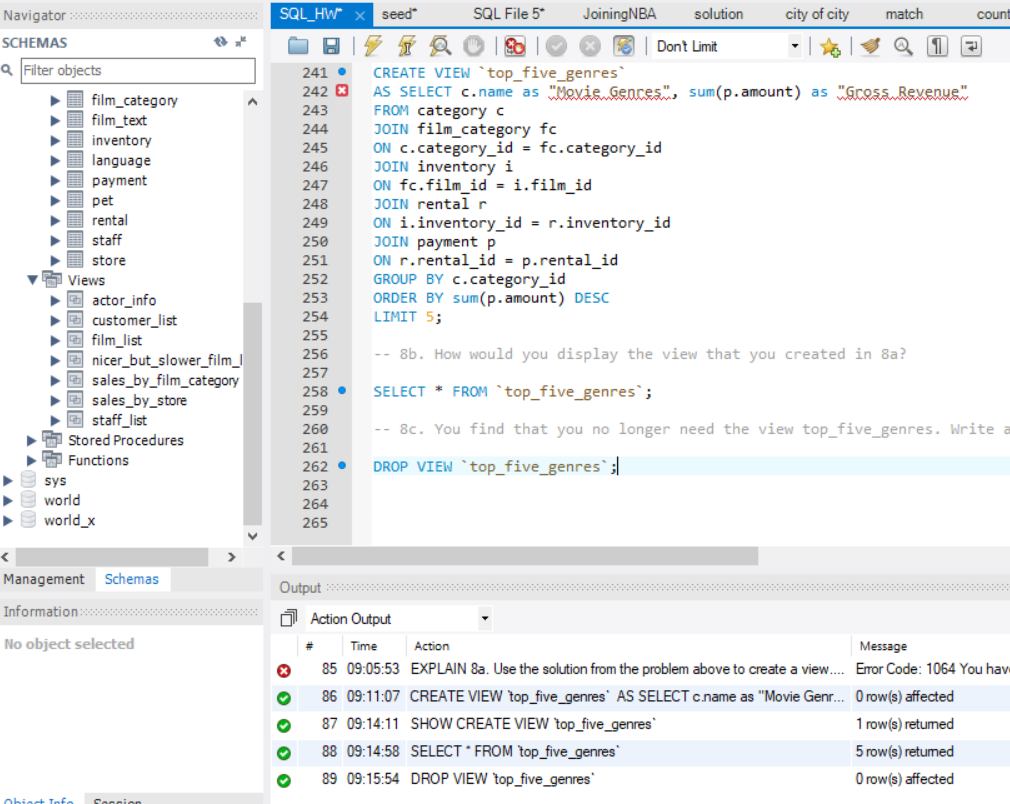 Navigator
SCHEMAS
Filter objects
film_category
film_text
inventory
language
payment
pet
rental
staff
store
Views
actor_info
customer_list
film_list
nicer_but_slower_film_l
sales_by_film_category
sales_by_store
staff_list
Stored Procedures
Functions
sys
world
world_x
Management Schemas
Information
No object selected
Object Info Session
SQL_HW* × seed* SQL File 5* JoiningNBA solution city of city match count
Don't Limit
241 CREATE VIEW `top_five_genres`
242 AS SELECT c.name as "Movie Genres", sum(p.amount) as "Gross Revenue"
243 FROM category c
244 JOIN film_category fc
245 ON c.category_id = fc.category_id
246 JOIN inventory i
247 ON fc.film_id = i.film_id
248 JOIN rental r
249 ON i.inventory_id = r.inventory_id
250 JOIN payment p
251 ON r.rental_id = p.rental_id
252 GROUP BY c.category_id
253 ORDER BY sum(p.amount) DESC
254 LIMIT 5;
255
256 -- 8b. How would you display the view that you created in 8a?
257
258 SELECT * FROM `top_five_genres`;
259
260 -- 8c. You find that you no longer need the view top_five_genres. Write a
261
262 DROP VIEW `top_five_genres`;
263
264
265
Output
Action Output
# Time Action Message
85 09:05:53 EXPLAIN 8a. Use the solution from the problem above to create a view.... Error Code: 1064 You hav
86 09:11:07 CREATE VIEW `top_five_genres` AS SELECT c.name as "Movie Genr... 0 row(s) affected
87 09:14:11 SHOW CREATE VIEW `top_five_genres` 1 row(s) returned
88 09:14:58 SELECT * FROM `top_five_genres` 5 row(s) returned
89 09:15:54 DROP VIEW `top_five_genres` 0 row(s) affected